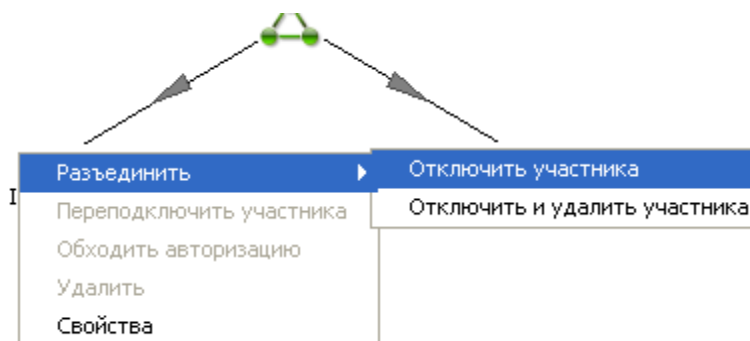 Разъединить
Отключить участника
Переподключить участника
Отключить и удалить участника
Обходить авторизацию
Удалить
Свойства